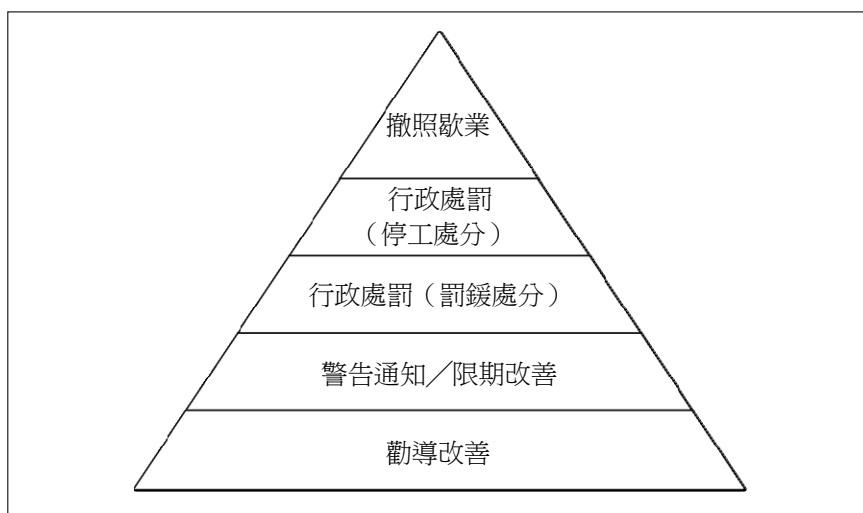 撤照歇業
行政處罰
（停工處分）
行政處罰（罰鍰處分）
警告通知／限期改善
勸導改善